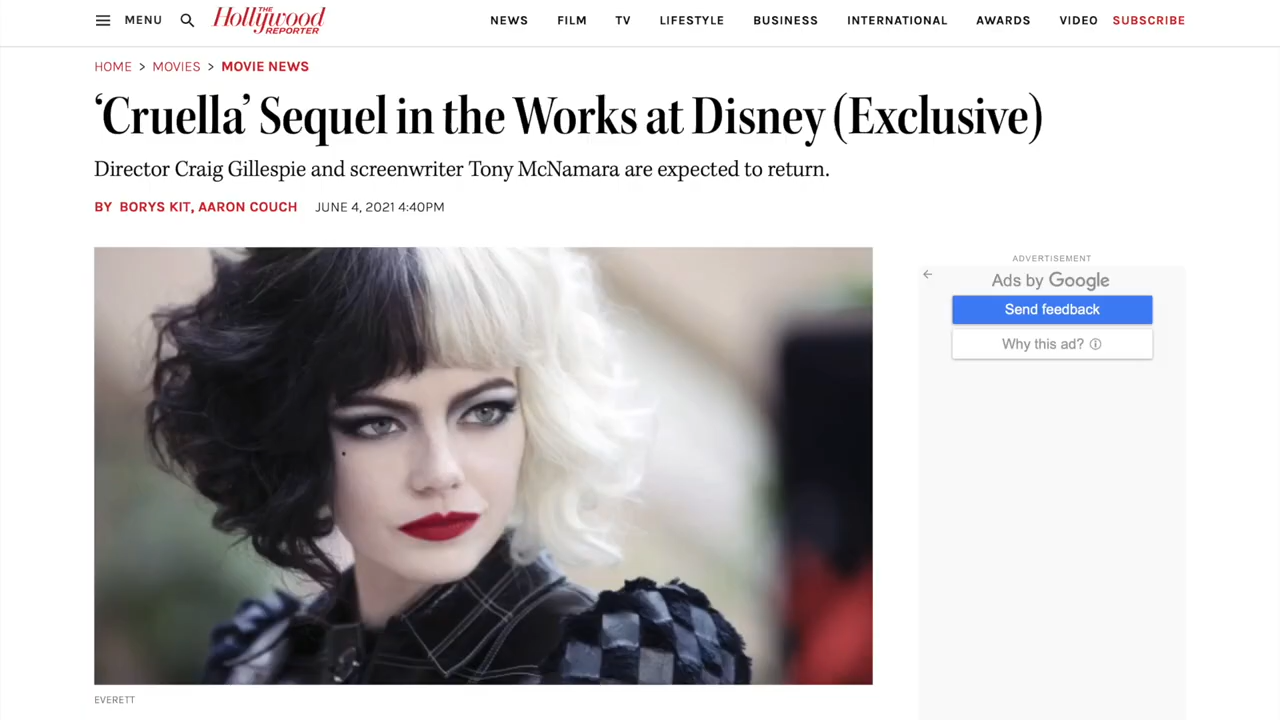 MENU
THE
Hollywood
REPORTER
NEWS FILM TV LIFESTYLE BUSINESS INTERNATIONAL AWARDS VIDEO SUBSCRIBE
HOME > MOVIES > MOVIE NEWS
‘Cruella’ Sequel in the Works at Disney (Exclusive)
Director Craig Gillespie and screenwriter Tony McNamara are expected to return.
BY BORYS KIT, AARON COUCH JUNE 4, 2021 4:40PM
ADVERTISEMENT
Ads by Google
Send feedback
Why this ad?
EVERETT